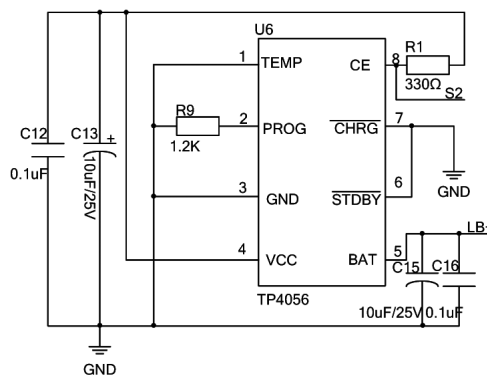 U6
R1
330Ω
S2
1
TEMP
CE
8
R9
1.2K
2
PROG
CHRG
7
C12
0.1uF
C13
+
10uF/25V
3
GND
STDBY
6
GND
4
VCC
BAT
5
LB+
C15
C16
10uF/25V
0.1uF
TP4056
GND